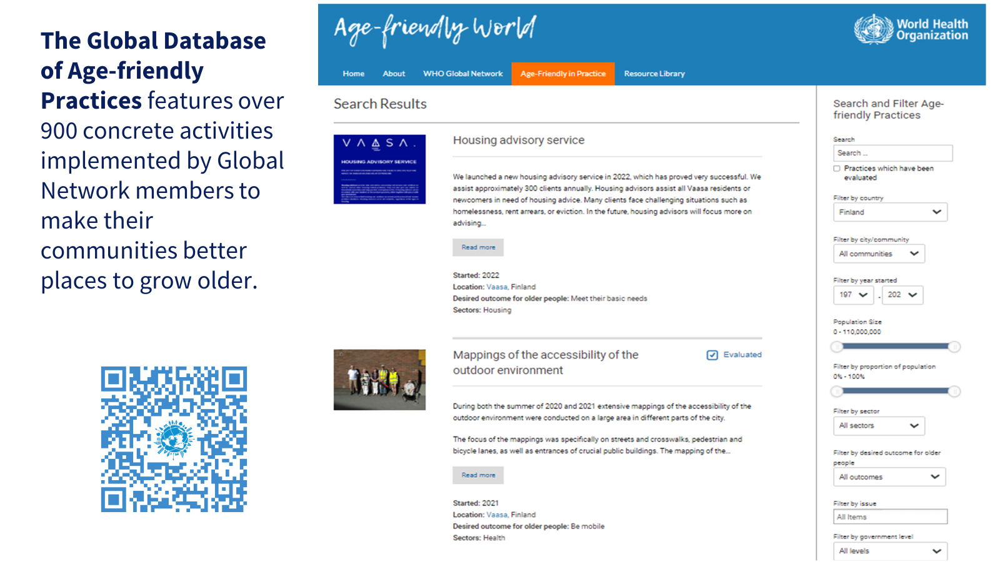 The Global Database
of Age-friendly
Practices features over
900 concrete activities
implemented by Global
Network members to
make their
communities better
places to grow older.
Age-friendly World
World Health
Organization
Home
About
WHO Global Network
Age-Friendly in Practice
Resource Library
Search Results
VAASA.
HOUSING ADVISORY SERVICE
Housing advisory service
We launched a new housing advisory service in 2022, which has proved very successful. We
assist approximately 300 clients annually. Housing advisors assist all Vaasa residents or
newcomers in need of housing advice. Many clients face challenging situations such as
homelessness, rent arrears, or eviction. In the future, housing advisors will focus more on
advising...
Read more
Started: 2022
Location: Vaasa, Finland
Desired outcome for older people: Meet their basic needs
Sectors: Housing
Mappings of the accessibility of the
outdoor environment
Evaluated
During both the summer of 2020 and 2021 extensive mappings of the accessibility of the
outdoor environment were conducted on a large area in different parts of the city.
The focus of the mappings was specifically on streets and crosswalks, pedestrian and
bicycle lanes, as well as entrances of crucial public buildings. The mapping of the...
Read more
Started: 2021
Location: Vaasa, Finland
Desired outcome for older people: Be mobile
Sectors: Health
Search and Filter Age-
friendly Practices
Search
Search ...
Practices which have been
evaluated
Filter by country
Finland
Filter by city/community
All communities
Filter by year started
197 - 202
Population Size
0 - 110,000,000
Filter by proportion of population
0% - 100%
Filter by sector
All sectors
Filter by desired outcome for older
people
All outcomes
Filter by issue
All Items
Filter by government level
All levels